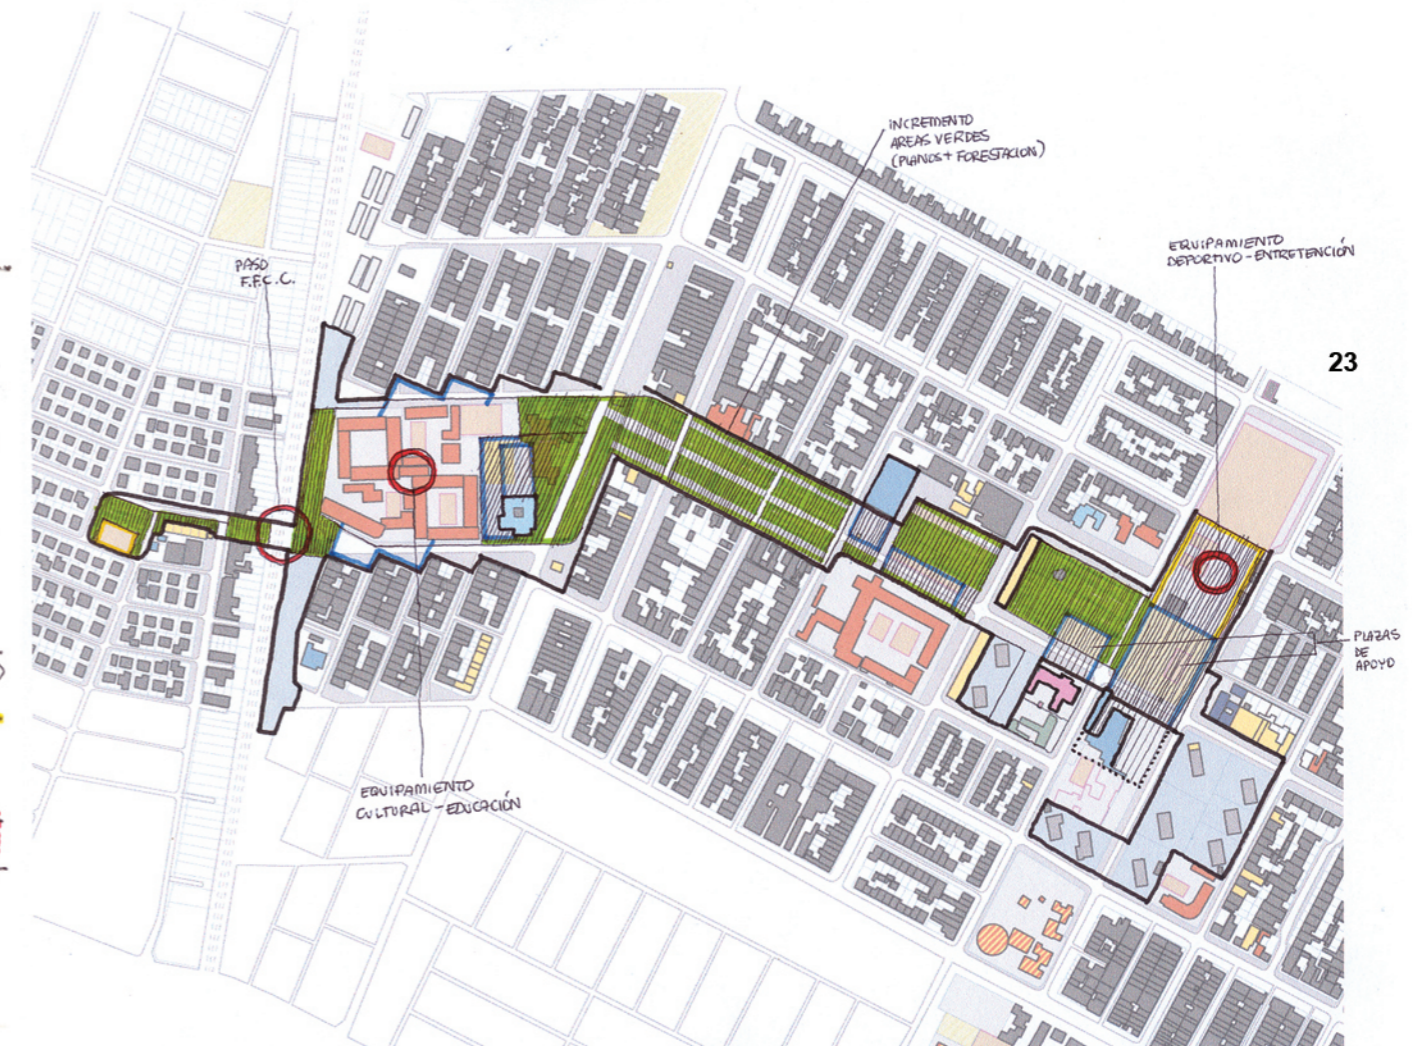 INCREMENTO
AREAS VERDES
(PLANOS + FORESTACION)
EQUIPAMIENTO
DEPORTIVO - ENTRETENCIÓN
PASO
F.F.C.C.
23
PLAZAS
DE
APOYO
EQUIPAMIENTO
CULTURAL - EDUCACIÓN